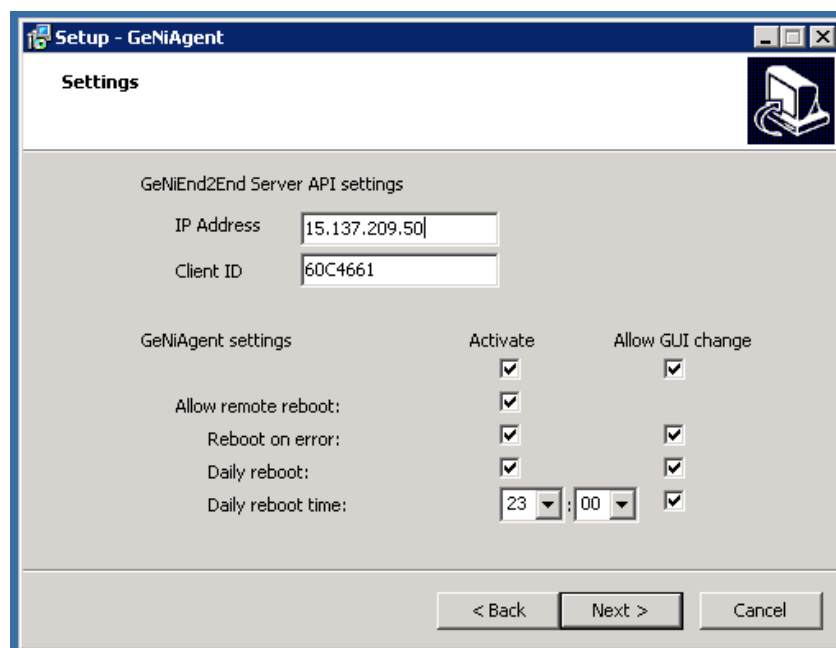 Setup - GeNiAgent
Settings
GeNiEnd2End Server API settings
IP Address 15.137.209.50
Client ID 60C4661
GeNiAgent settings Activate Allow GUI change
Allow remote reboot:
Reboot on error:
Daily reboot:
Daily reboot time: 23 : 00
< Back Next > Cancel